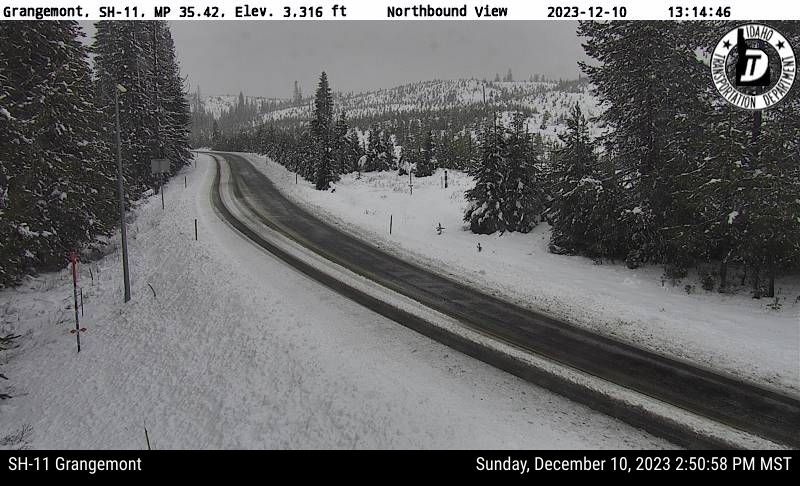 Grangemont, SH-11, MP 35.42, Elev. 3,316 ft Northbound View 2023-12-10 13:14:46
IDAHO
TRANSPORTATION DEPARTMENT
SH-11 Grangemont Sunday, December 10, 2023 2:50:58 PM MST